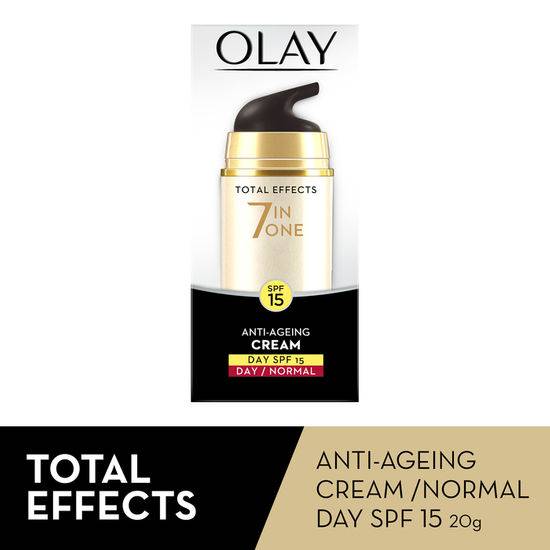 OLAY
TOTAL EFFECTS
7 IN
ONE
SPF
15
ANTI-AGEING
CREAM
DAY SPF 15
DAY / NORMAL
TOTAL
EFFECTS
ANTI-AGEING
CREAM /NORMAL
DAY SPF 15 20g